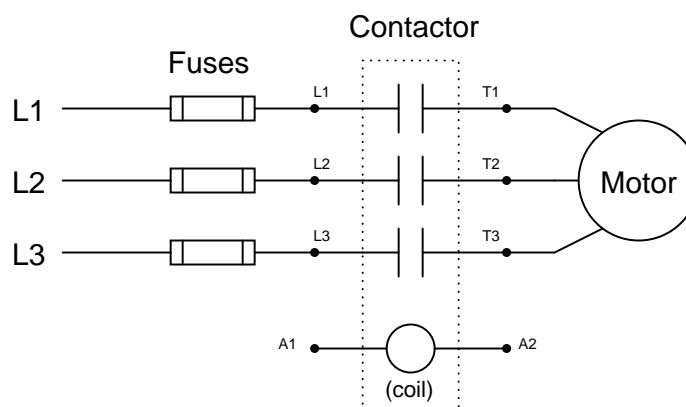 Contactor
Fuses
L1 L1 T1
L2 L2 T2 Motor
L3 L3 T3
A1 A2
(coil)